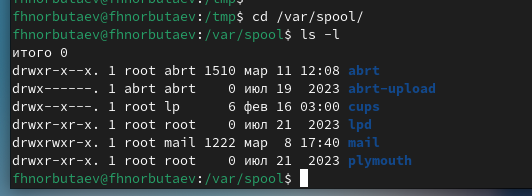 fhnorbutaev@fhnorbutaev:/tmp$
fhnorbutaev@fhnorbutaev:/tmp$ cd /var/spool/
fhnorbutaev@fhnorbutaev:/var/spool$ ls -l
итого 0
drwxr-x--x. 1 root abrt 1510 мар 11 12:08 abrt
drwx------. 1 abrt abrt    0 июл 19  2023 abrt-upload
drwx--x---. 1 root lp      6 фев 16 03:00 cups
drwxr-xr-x. 1 root root    0 июл 21  2023 lpd
drwxrwxr-x. 1 root mail 1222 мар  8 17:40 mail
drwxr-xr-x. 1 root root    0 июл 21  2023 plymouth
fhnorbutaev@fhnorbutaev:/var/spool$